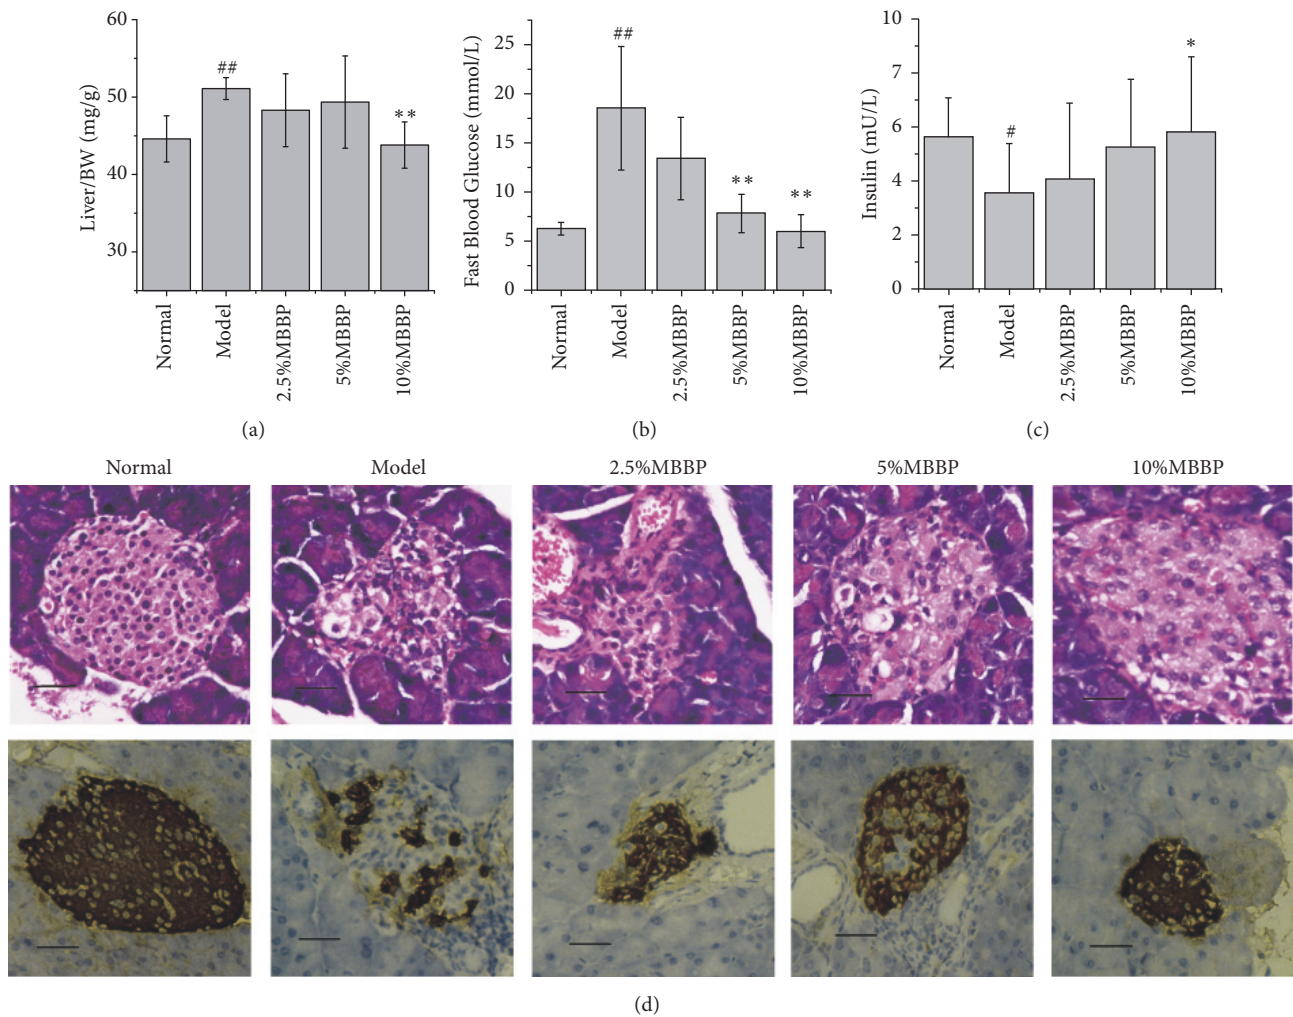 60
50
40
30
Liver/BW (mg/g)
##
**
Normal
Model
2.5%MBBP
5%MBBP
10%MBBP
(a)
25
20
15
10
5
0
Fast Blood Glucose (mmol/L)
##
**
**
Normal
Model
2.5%MBBP
5%MBBP
10%MBBP
(b)
10
7
6
4
2
0
Insulin (mU/L)
#
*
Normal
Model
2.5%MBBP
5%MBBP
10%MBBP
(c)
Normal
Model
2.5%MBBP
5%MBBP
10%MBBP
(d)